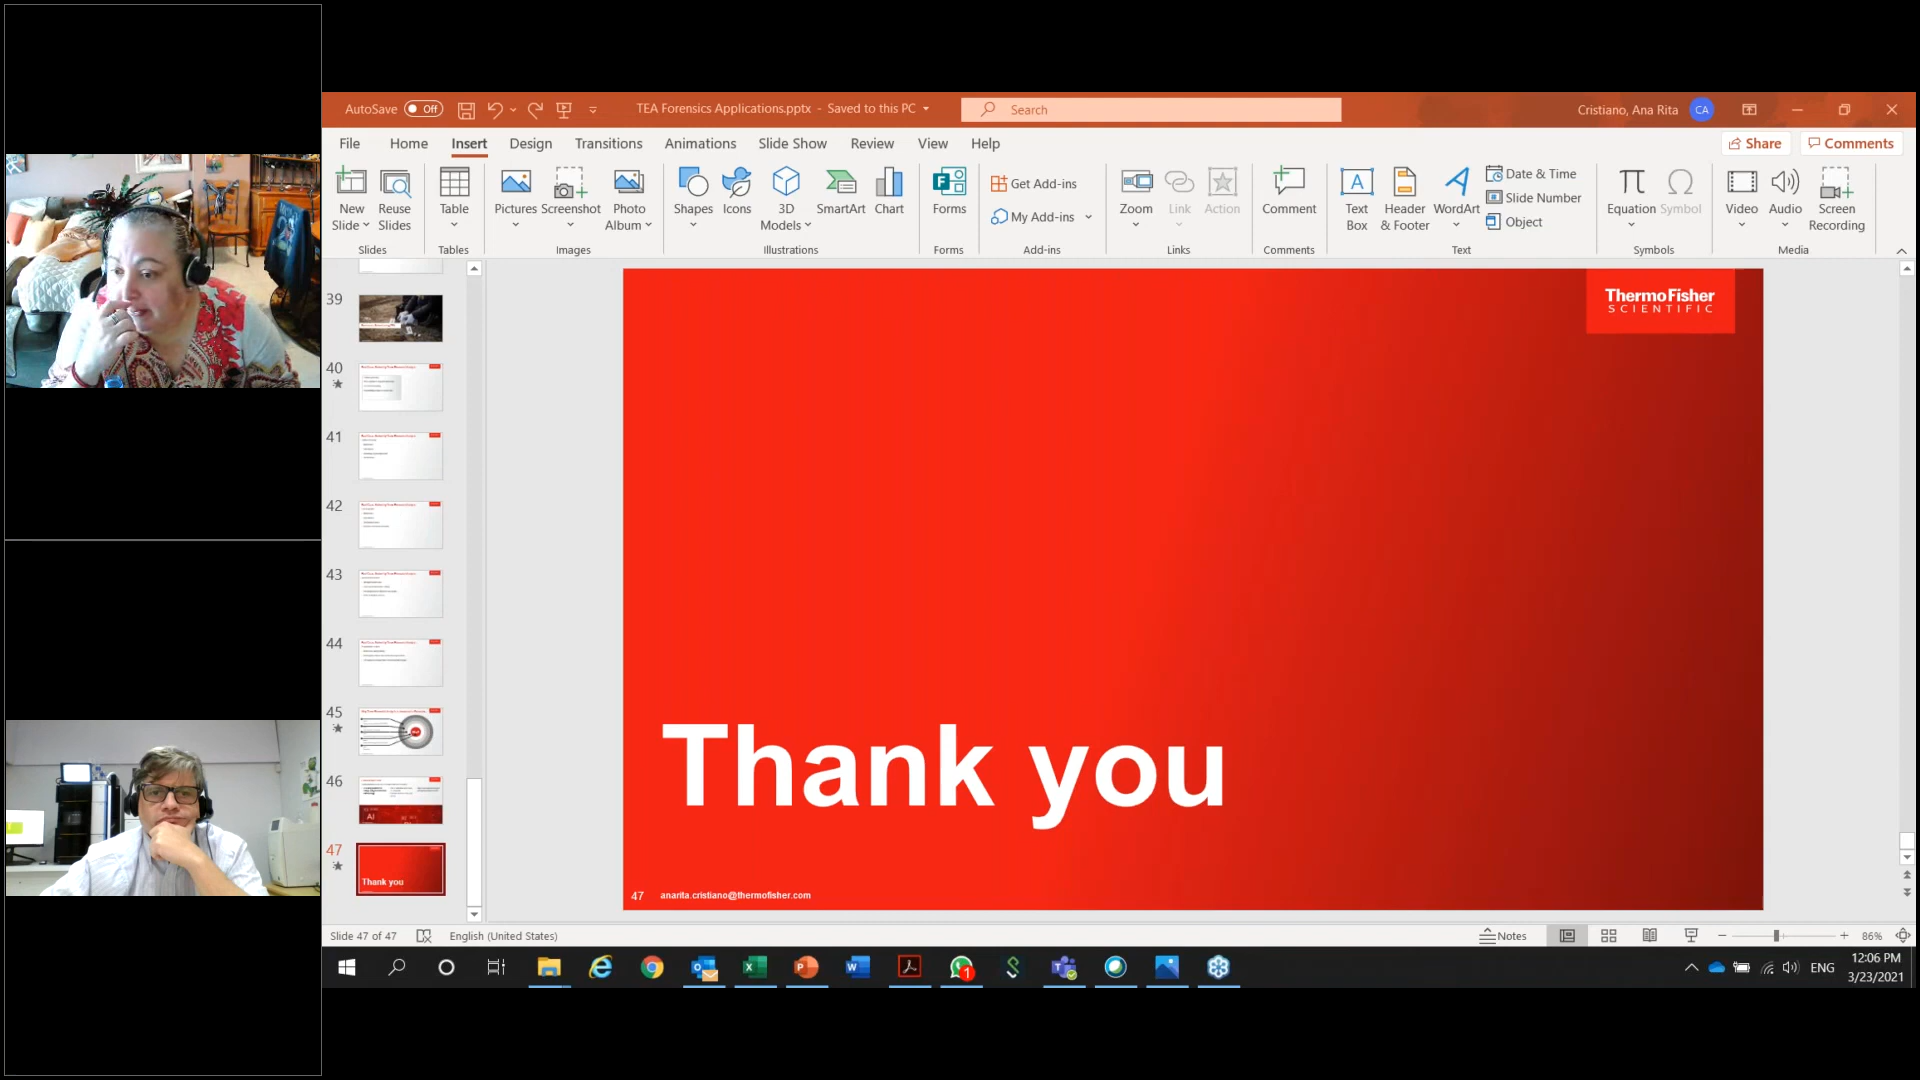 AutoSave Off
TEA Forensics Applications.pptx - Saved to this PC
Search
Cristiano, Ana Rita CA
File Home Insert Design Transitions Animations Slide Show Review View Help
Share Comments
New Slide
Reuse Slides
Table
Pictures
Screenshot
Photo Album
Shapes
Icons
3D Models
SmartArt
Chart
Forms
Get Add-ins
My Add-ins
Zoom
Link
Action
Comment
Text Box
Header & Footer
WordArt
Date & Time
Slide Number
Object
Equation
Symbol
Video
Audio
Screen Recording
Slides Tables Images Illustrations Forms Add-ins Links Comments Text Symbols Media
39
40
41
42
43
44
45
46
AI
47
Thank you
ThermoFisher
SCIENTIFIC
Thank you
47 anarita.cristiano@thermofisher.com
Slide 47 of 47 English (United States)
Notes
86%
1
ENG
12:06 PM
3/23/2021